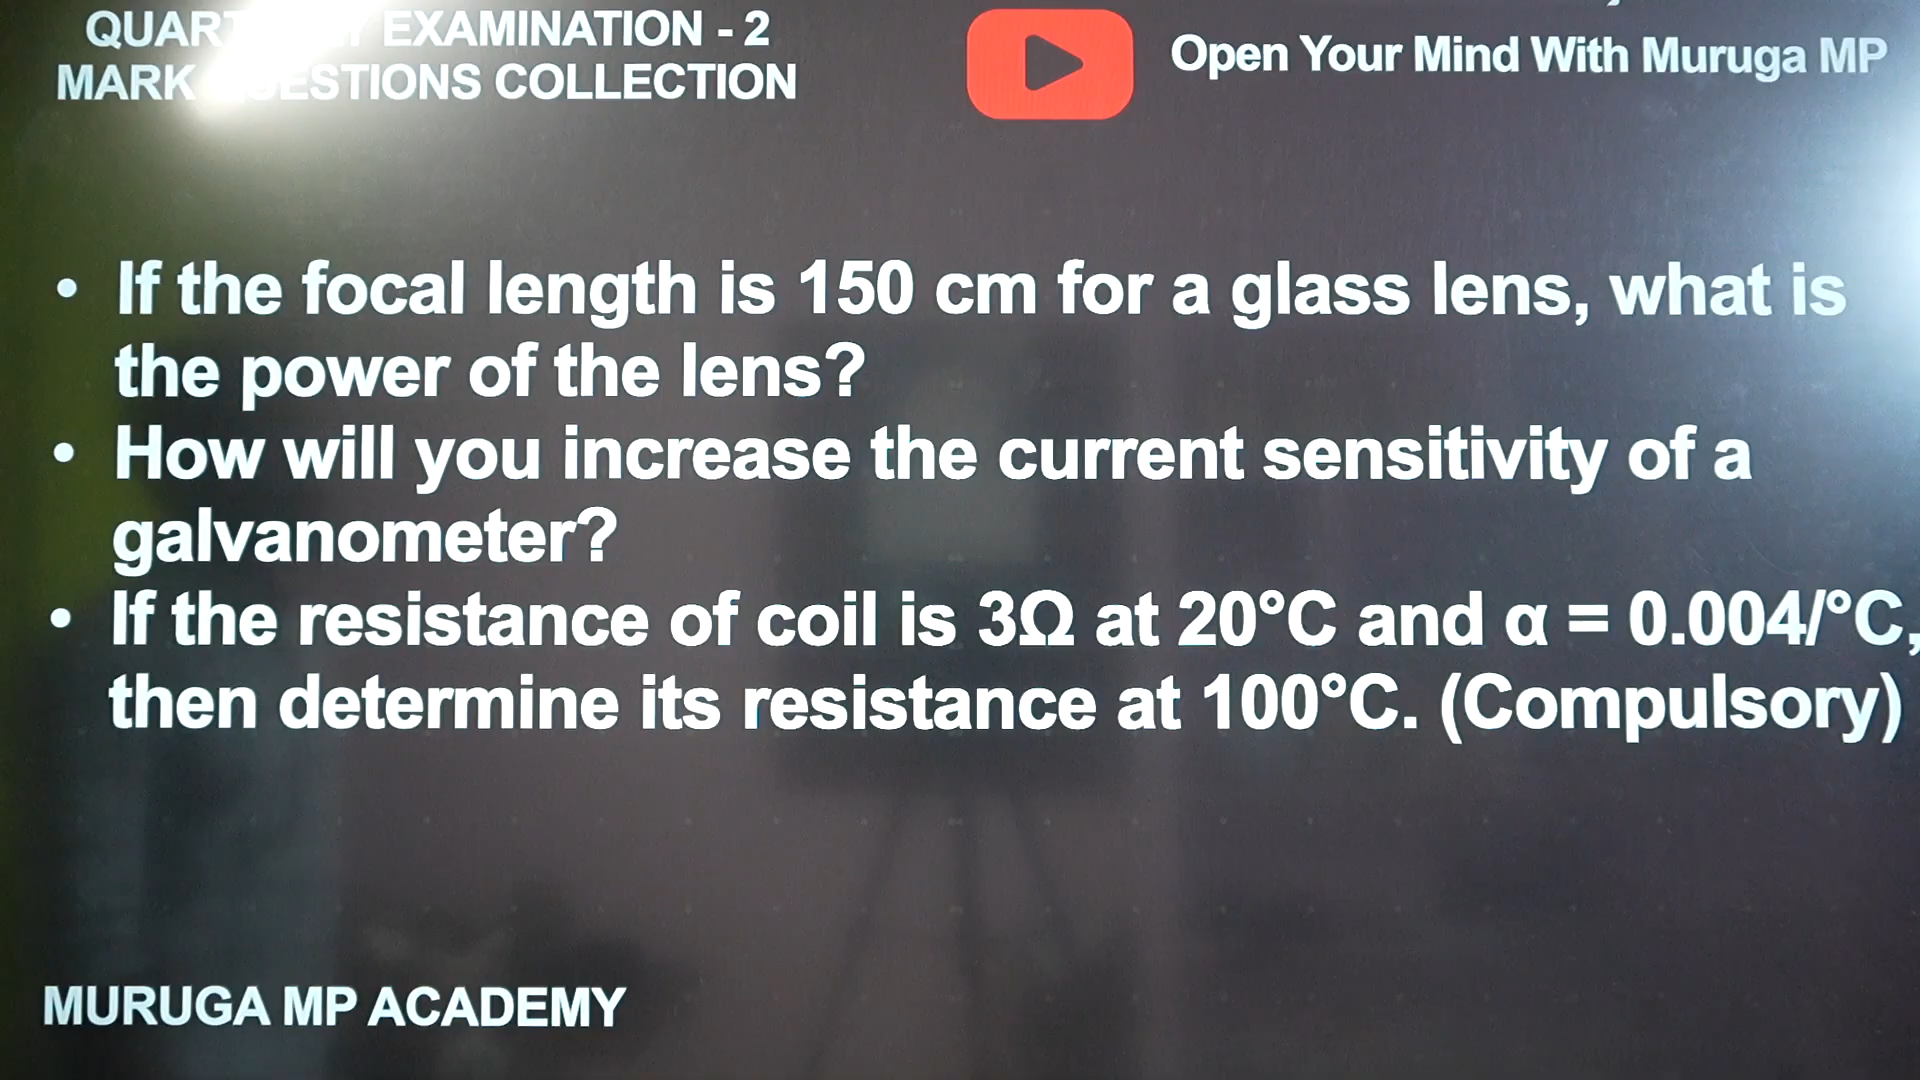 EXAMINATION - 2
MARK QUESTIONS COLLECTION
Open Your Mind With Muruga MP
• If the focal length is 150 cm for a glass lens, what is
the power of the lens?
• How will you increase the current sensitivity of a
galvanometer?
• If the resistance of coil is 3Ω at 20°C and α = 0.004/°C,
then determine its resistance at 100°C. (Compulsory)
MURUGA MP ACADEMY